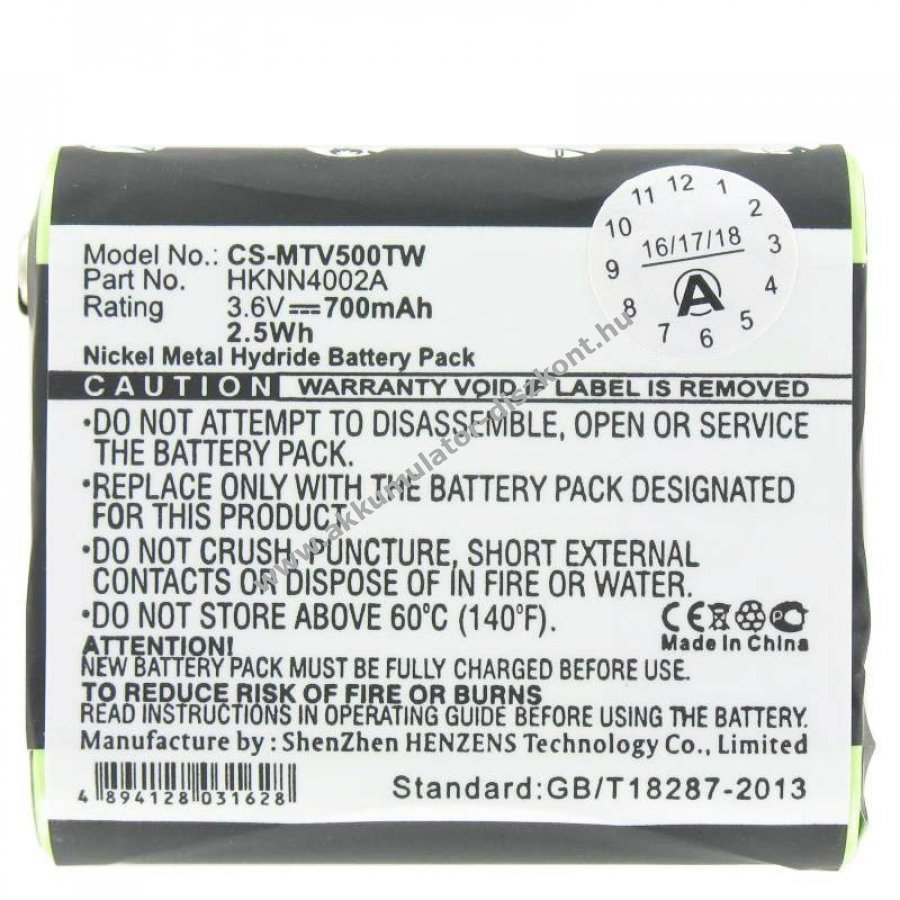 12
1
2
3
4
5
6
7
8
9
10
11
16/17/18
A
Model No.: CS-MTV500TW
Part No. HKNN4002A
Rating 3.6V 700mAh
2.5Wh
Nickel Metal Hydride Battery Pack
CAUTION WARRANTY VOID IF LABEL IS REMOVED
•DO NOT ATTEMPT TO DISASSEMBLE, OPEN OR SERVICE
THE BATTERY PACK.
•REPLACE ONLY WITH THE BATTERY PACK DESIGNATED
FOR THIS PRODUCT.
•DO NOT CRUSH, PUNCTURE, SHORT EXTERNAL
CONTACTS OR DISPOSE OF IN FIRE OR WATER.
•DO NOT STORE ABOVE 60°C (140°F).
CE
Made in China
ATTENTION!
NEW BATTERY PACK MUST BE FULLY CHARGED BEFORE USE.
TO REDUCE RISK OF FIRE OR BURNS
READ INSTRUCTIONS IN OPERATING GUIDE BEFORE USING THE BATTERY.
Manufacture by : ShenZhen HENZENS Technology Co., Limited
4 894128 031628
Standard:GB/T18287-2013
www.akkumulator-diszkont.hu